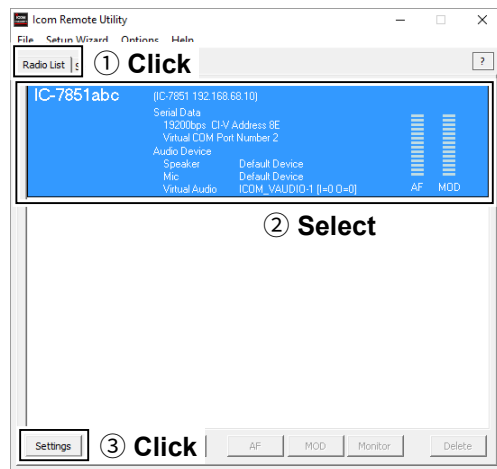 Icom Remote Utility
File Setup Wizard Options Help
Radio List ① Click ?
IC-7851abc (IC-7851 192.168.68.10)
Serial Data
19200bps CI-V Address 8E
Virtual COM Port Number 2
Audio Device
Speaker Default Device
Mic Default Device
Virtual Audio ICOM_VAUDIO-1 [I=0 O=0] AF MOD
② Select
Settings ③ Click AF MOD Monitor Delete